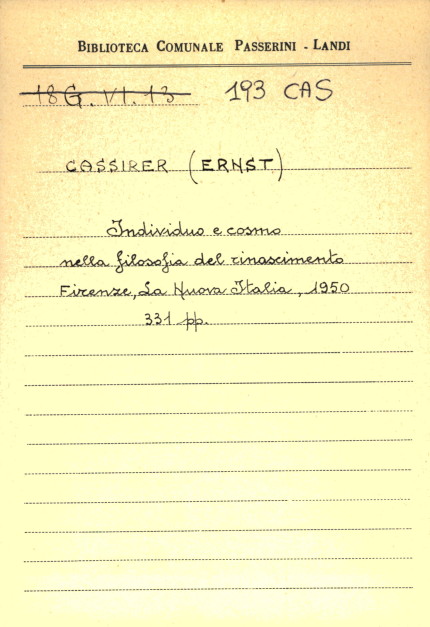 BIBLIOTECA COMUNALE PASSERINI - LANDI
18 G. VI. 13 193 CAS
CASSIRER (ERNST)
Individuo e cosmo
nella filosofia del rinascimento
Firenze, La Nuova Italia, 1950
331 pp.